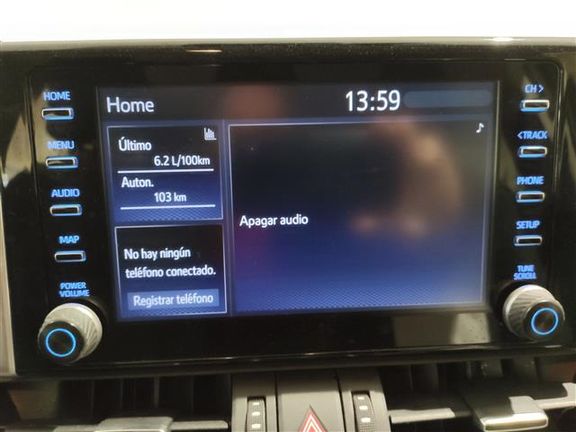 HOME
MENU
AUDIO
MAP
POWER
VOLUME
Home
13:59
Último
6.2 L/100km
Auton.
103 km
No hay ningún
teléfono conectado.
Registrar teléfono
Apagar audio
CH >
< TRACK
PHONE
SETUP
TUNE
SCROLL